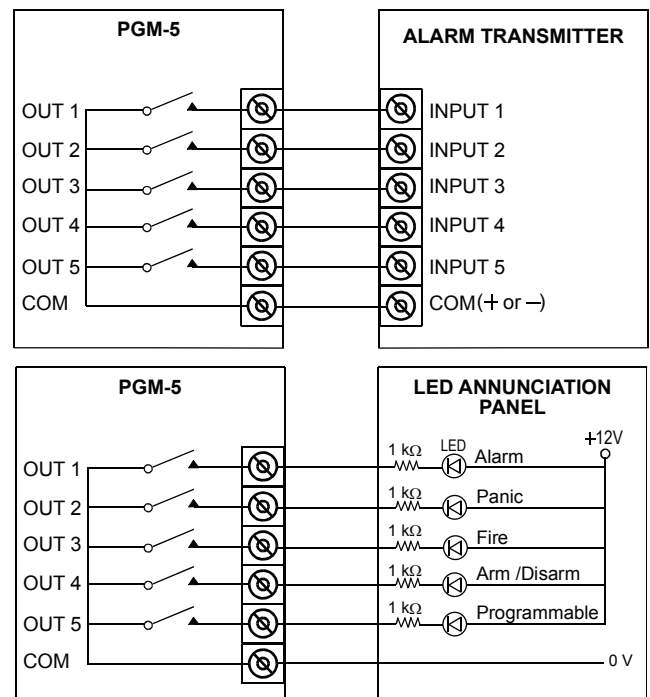 PGM-5
ALARM TRANSMITTER
OUT 1
INPUT 1
OUT 2
INPUT 2
OUT 3
INPUT 3
OUT 4
INPUT 4
OUT 5
INPUT 5
COM
COM(+ or –)
PGM-5
LED ANNUNCIATION
PANEL
+12V
OUT 1
1 kΩ
LED
Alarm
OUT 2
1 kΩ
Panic
OUT 3
1 kΩ
Fire
OUT 4
1 kΩ
Arm /Disarm
OUT 5
1 kΩ
Programmable
COM
0 V